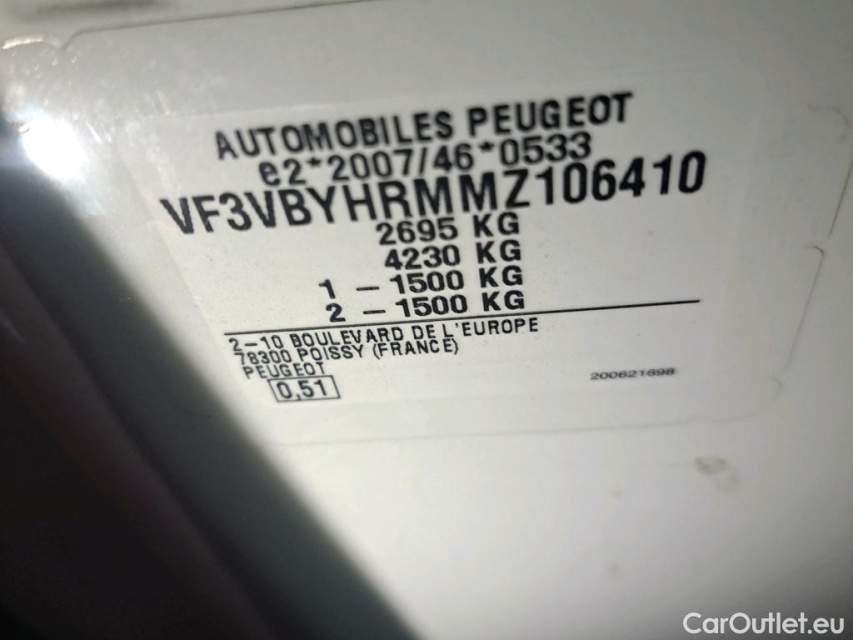 AUTOMOBILES PEUGEOT
e2*2007/46*0533
VF3VBYHRMMZ106410
2695 KG
4230 KG
1 – 1500 KG
2 – 1500 KG
2–10 BOULEVARD DE L'EUROPE
78300 POISSY (FRANCE)
PEUGEOT
0,51
200621698
CarOutlet.eu